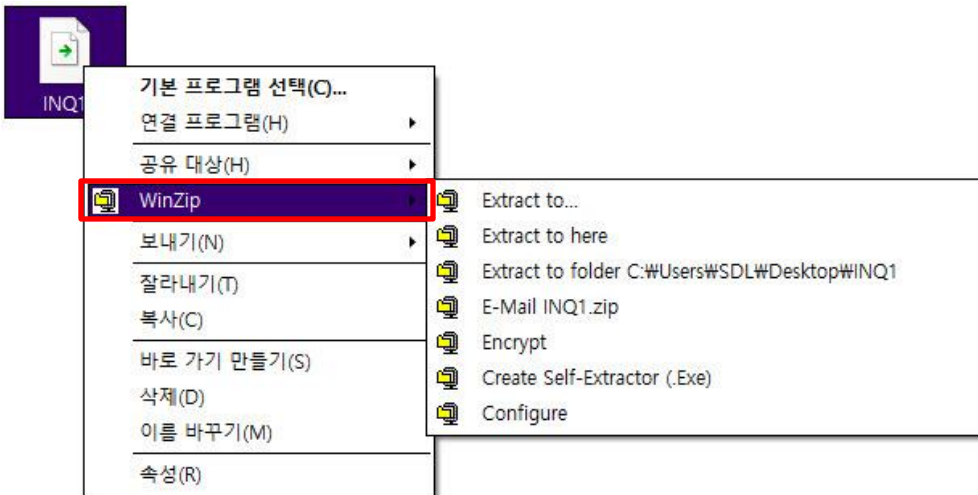 INQ1
기본 프로그램 선택(C)...
연결 프로그램(H)
공유 대상(H)
WinZip
보내기(N)
잘라내기(T)
복사(C)
바로 가기 만들기(S)
삭제(D)
이름 바꾸기(M)
속성(R)
Extract to...
Extract to here
Extract to folder C:₩Users₩SDL₩Desktop₩INQ1
E-Mail INQ1.zip
Encrypt
Create Self-Extractor (.Exe)
Configure